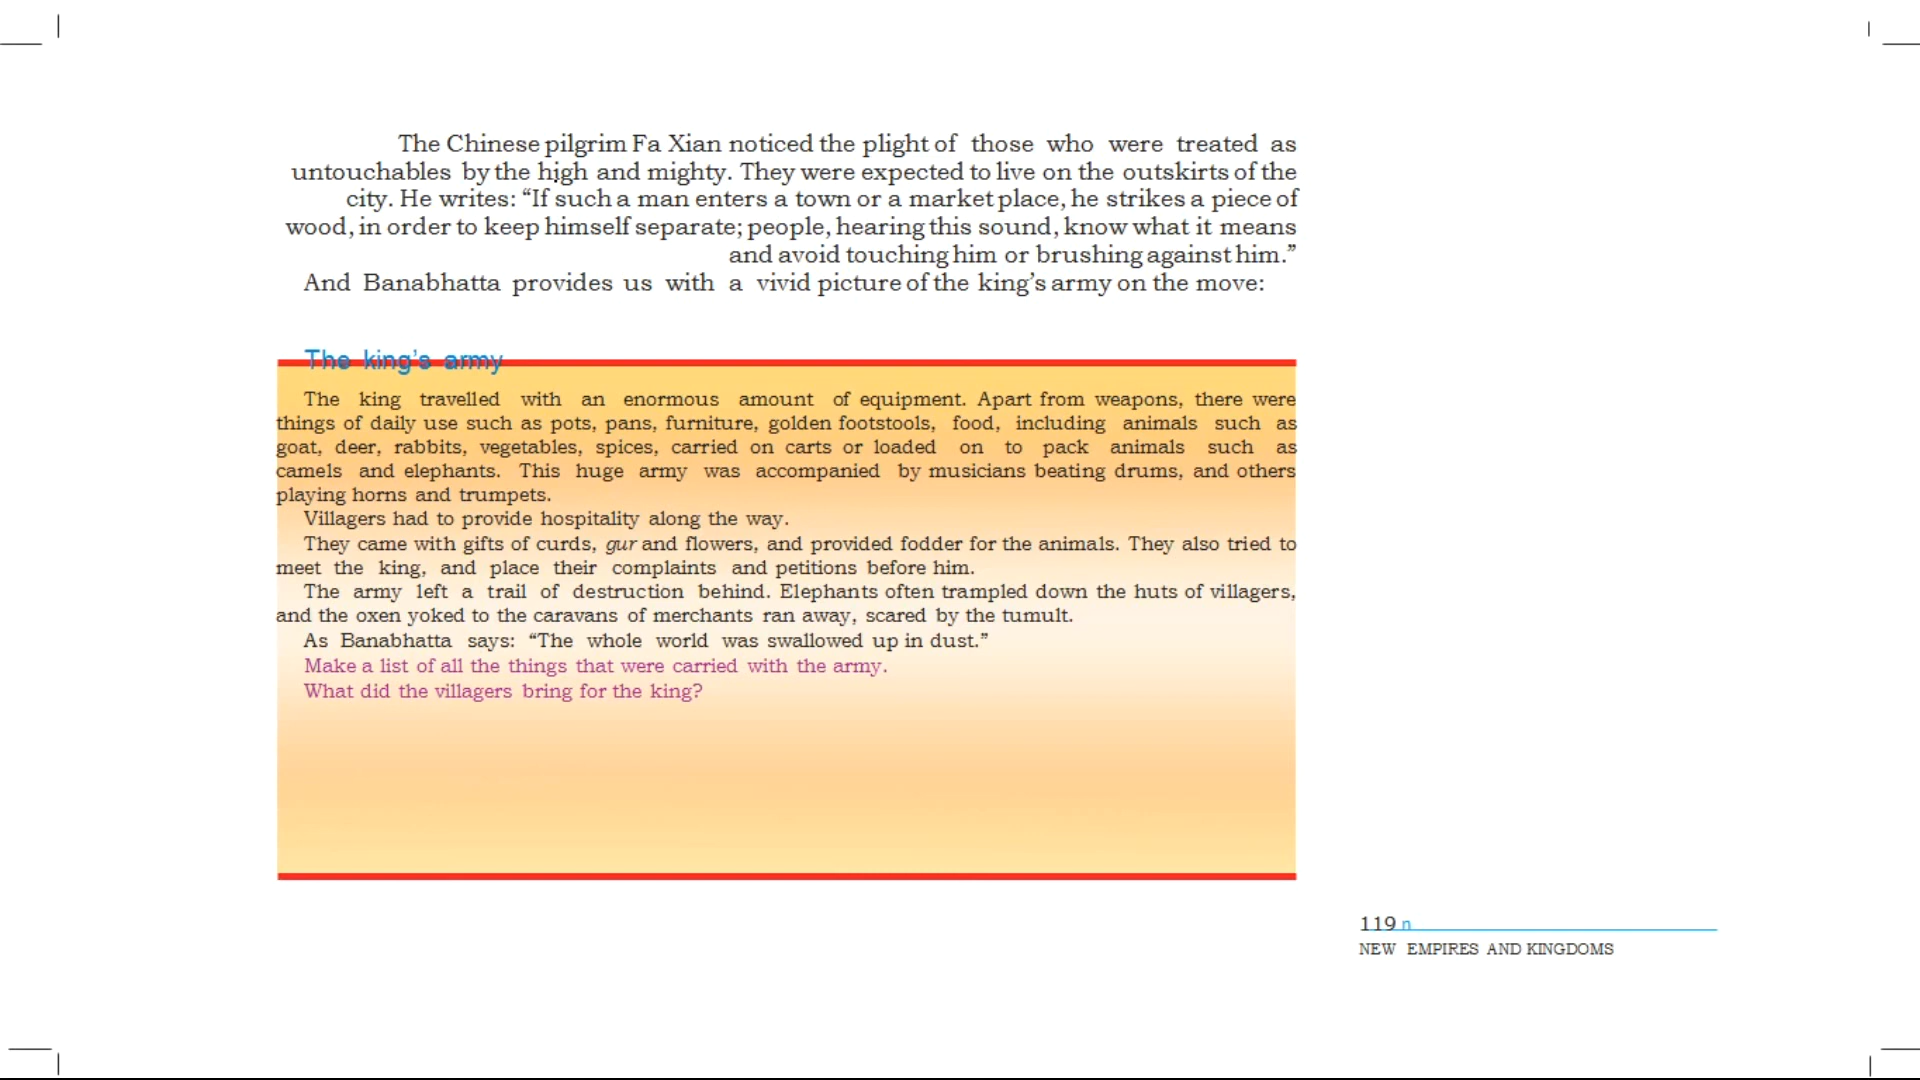 The Chinese pilgrim Fa Xian noticed the plight of those who were treated as
untouchables by the high and mighty. They were expected to live on the outskirts of the
city. He writes: “If such a man enters a town or a market place, he strikes a piece of
wood, in order to keep himself separate; people, hearing this sound, know what it means
and avoid touching him or brushing against him.”
And Banabhatta provides us with a vivid picture of the king’s army on the move:
The king’s army
The king travelled with an enormous amount of equipment. Apart from weapons, there were
things of daily use such as pots, pans, furniture, golden footstools, food, including animals such as
goat, deer, rabbits, vegetables, spices, carried on carts or loaded on to pack animals such as
camels and elephants. This huge army was accompanied by musicians beating drums, and others
playing horns and trumpets.
Villagers had to provide hospitality along the way.
They came with gifts of curds, gur and flowers, and provided fodder for the animals. They also tried to
meet the king, and place their complaints and petitions before him.
The army left a trail of destruction behind. Elephants often trampled down the huts of villagers,
and the oxen yoked to the caravans of merchants ran away, scared by the tumult.
As Banabhatta says: “The whole world was swallowed up in dust.”
Make a list of all the things that were carried with the army.
What did the villagers bring for the king?
119 n
NEW EMPIRES AND KINGDOMS